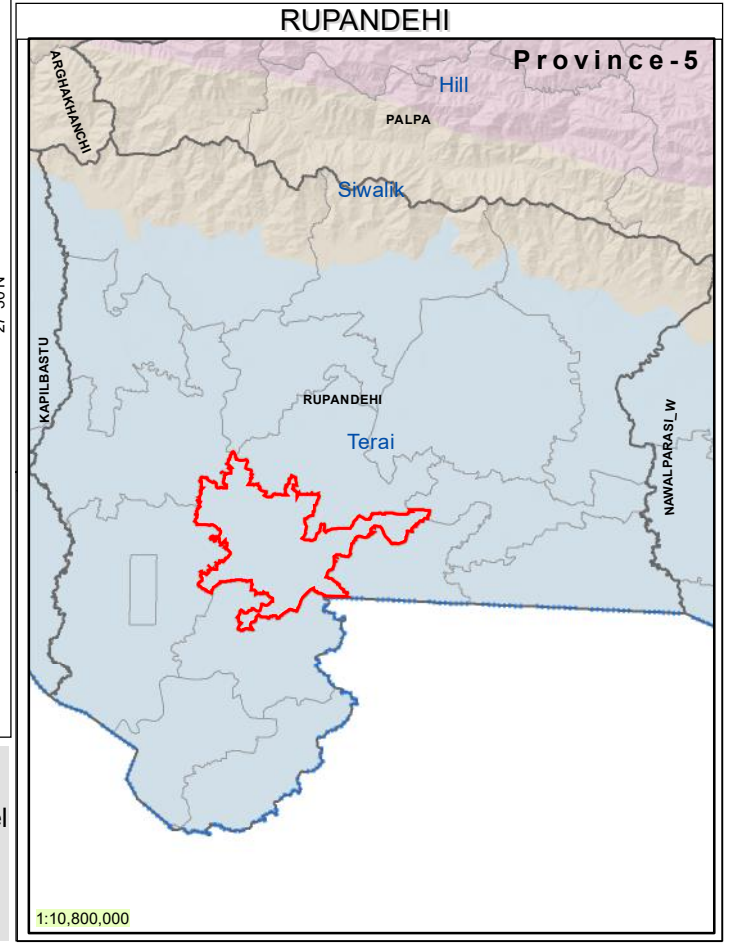 RUPANDEHI
Province-5
ARGHAKHANCHI
Hill
PALPA
Siwalik
KAPILBASTU
RUPANDEHI
NAWALPARASI_W
Terai
1:10,800,000